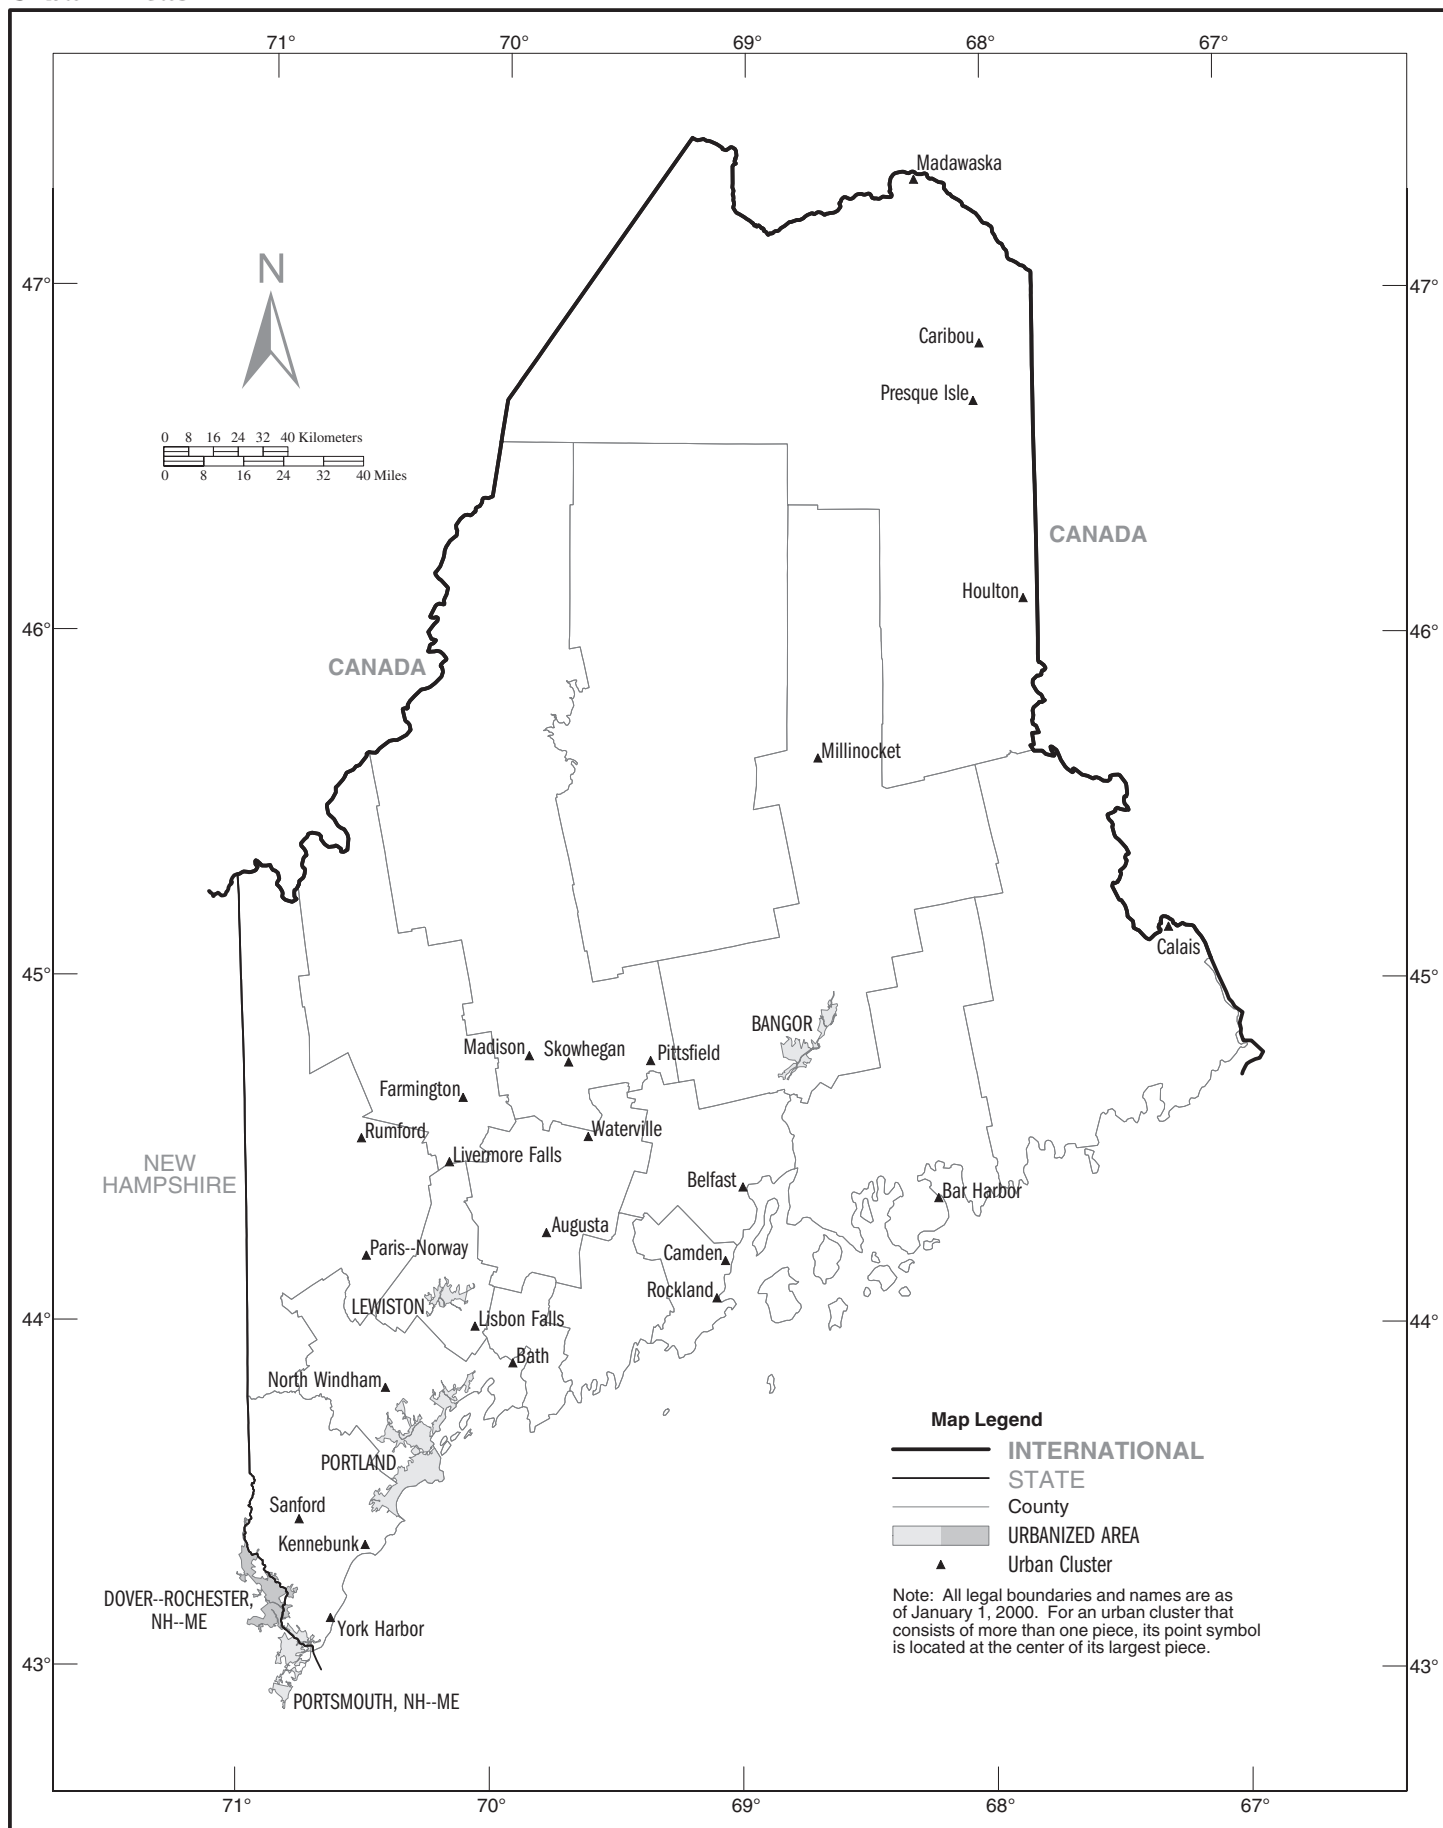 71°
70°
69°
68°
67°
Madawaska
N
47°
47°
Caribou
Presque Isle
0 8 16 24 32 40 Kilometers
0 8 16 24 32 40 Miles
CANADA
Houlton
46°
46°
CANADA
Millinocket
Calais
45°
45°
BANGOR
Madison
Skowhegan
Pittsfield
Farmington
Rumford
Waterville
Livermore Falls
NEW
HAMPSHIRE
Belfast
Bar Harbor
Augusta
Paris--Norway
Camden
Rockland
LEWISTON
Lisbon Falls
44°
44°
Bath
North Windham
Map Legend
INTERNATIONAL
PORTLAND
STATE
Sanford
County
URBANIZED AREA
Kennebunk
Urban Cluster
DOVER--ROCHESTER,
NH--ME
Note: All legal boundaries and names are as
of January 1, 2000. For an urban cluster that
consists of more than one piece, its point symbol
is located at the center of its largest piece.
York Harbor
43°
43°
PORTSMOUTH, NH--ME
71°
70°
69°
68°
67°